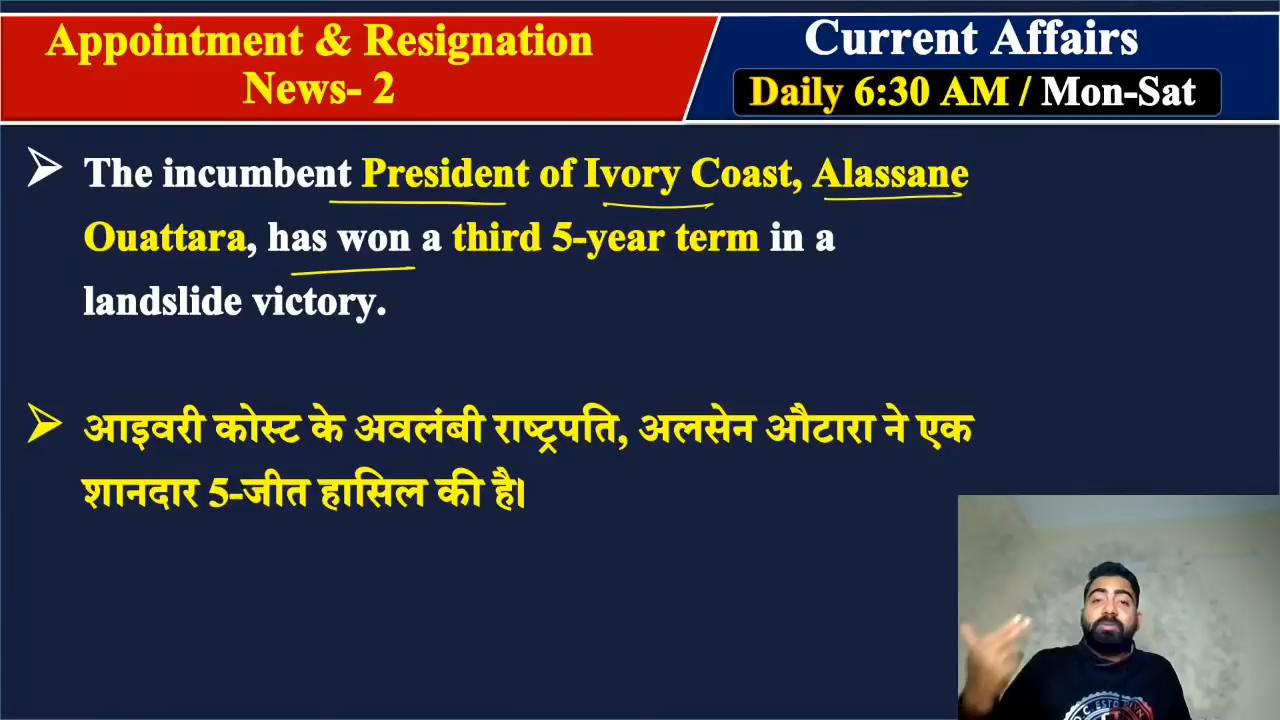 Appointment & Resignation
News- 2
Current Affairs
Daily 6:30 AM / Mon-Sat
The incumbent President of Ivory Coast, Alassane
Ouattara, has won a third 5-year term in a
landslide victory.
आइवरी कोस्ट के अवलंबी राष्ट्रपति, अलसेन औटारा ने एक
शानदार 5-जीत हासिल की है।